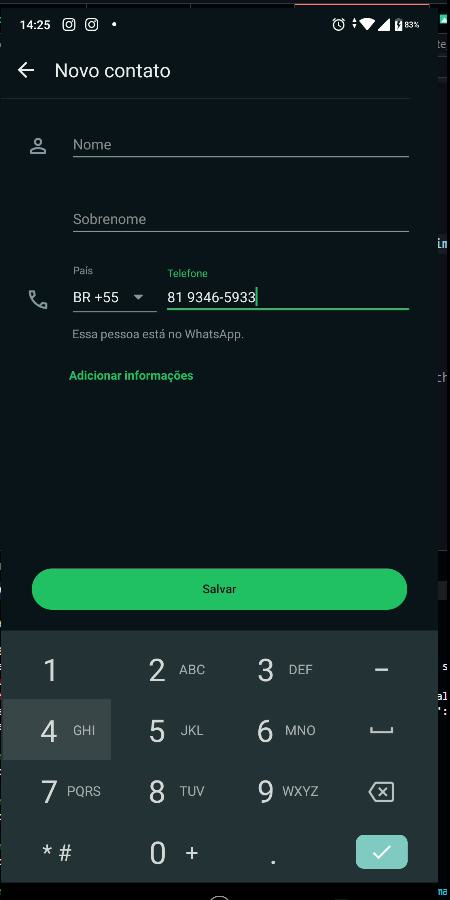 14:25 83%
Novo contato
Nome
Sobrenome
País Telefone
BR +55 81 9346-5933
Essa pessoa está no WhatsApp.
Adicionar informações
Salvar
1 2 ABC 3 DEF -
4 GHI 5 JKL 6 MNO
7 PQRS 8 TUV 9 WXYZ
* # 0 + .